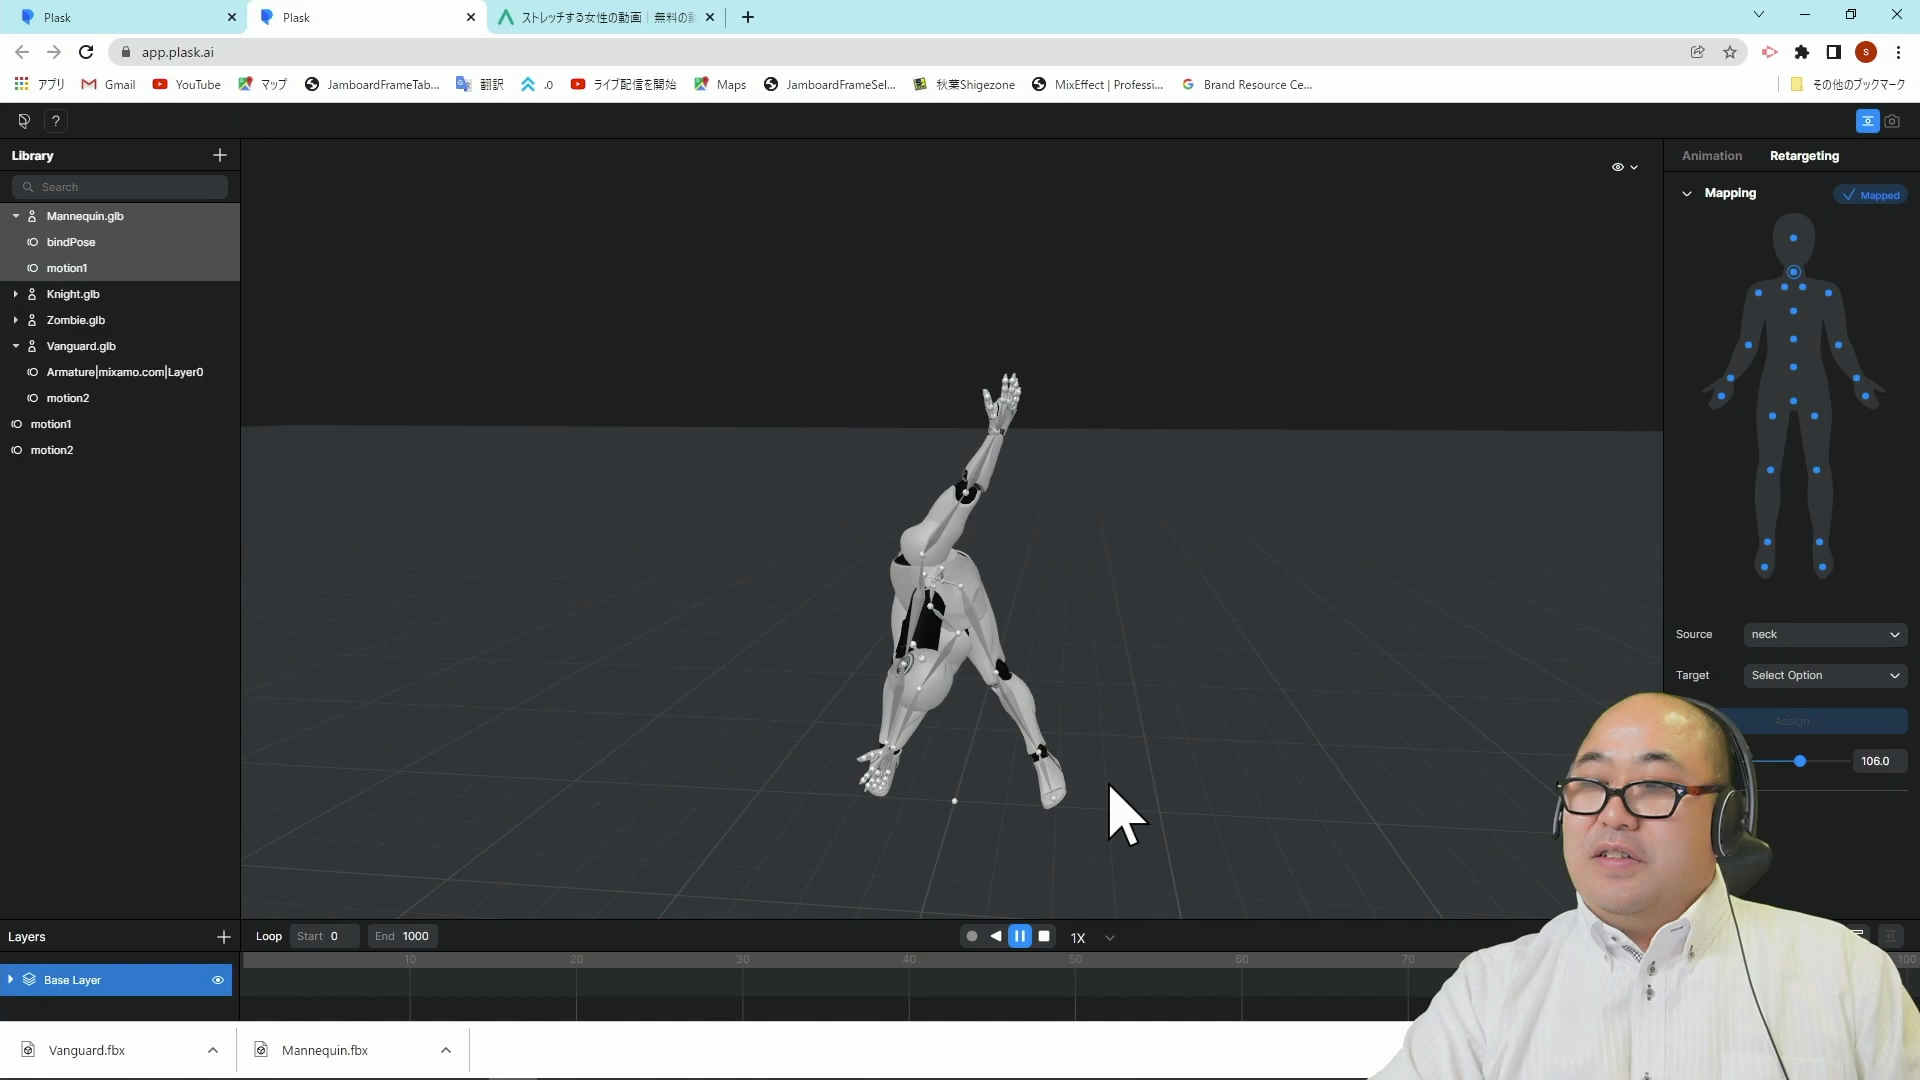 Plask
Plask
ストレッチする女性の動画｜無料の動
app.plask.ai
S
アプリ
Gmail
YouTube
マップ
JamboardFrameTab...
翻訳
.0
ライブ配信を開始
Maps
JamboardFrameSel...
秋葉Shigezone
MixEffect | Professi...
Brand Resource Ce...
その他のブックマーク
?
Library
Search
Mannequin.glb
bindPose
motion1
Knight.glb
Zombie.glb
Vanguard.glb
Armature|mixamo.com|Layer0
motion2
motion1
motion2
Animation
Retargeting
Mapping
Mapped
Source
neck
Target
Select Option
Assign
106.0
Layers
Loop
Start 0
End 1000
1X
10
20
30
40
50
60
70
100
Base Layer
Vanguard.fbx
Mannequin.fbx